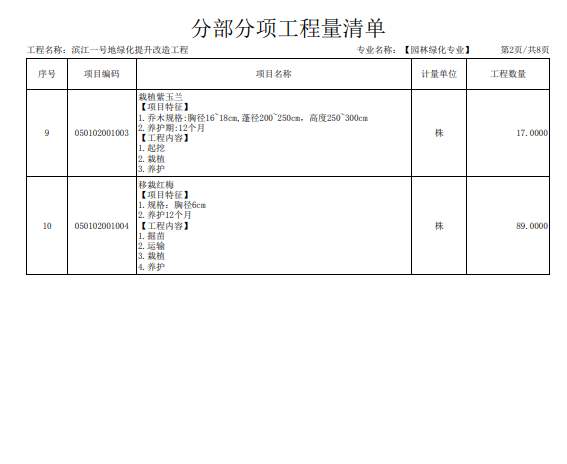 分部分项工程量清单
工程名称：滨江一号地绿化提升改造工程 专业名称：【园林绿化专业】 第2页/共8页
序号 项目编码 项目名称 计量单位 工程数量
栽植紫玉兰
【项目特征】
1.乔木规格:胸径16~18cm,蓬径200~250cm，高度250~300cm
2.养护期:12个月
9 050102001003 【工程内容】 株 17.0000
1.起挖
2.栽植
3.养护
移栽红梅
【项目特征】
1.规格：胸径6cm
2.养护12个月
10 050102001004 【工程内容】 株 89.0000
1.掘苗
2.运输
3.栽植
4.养护